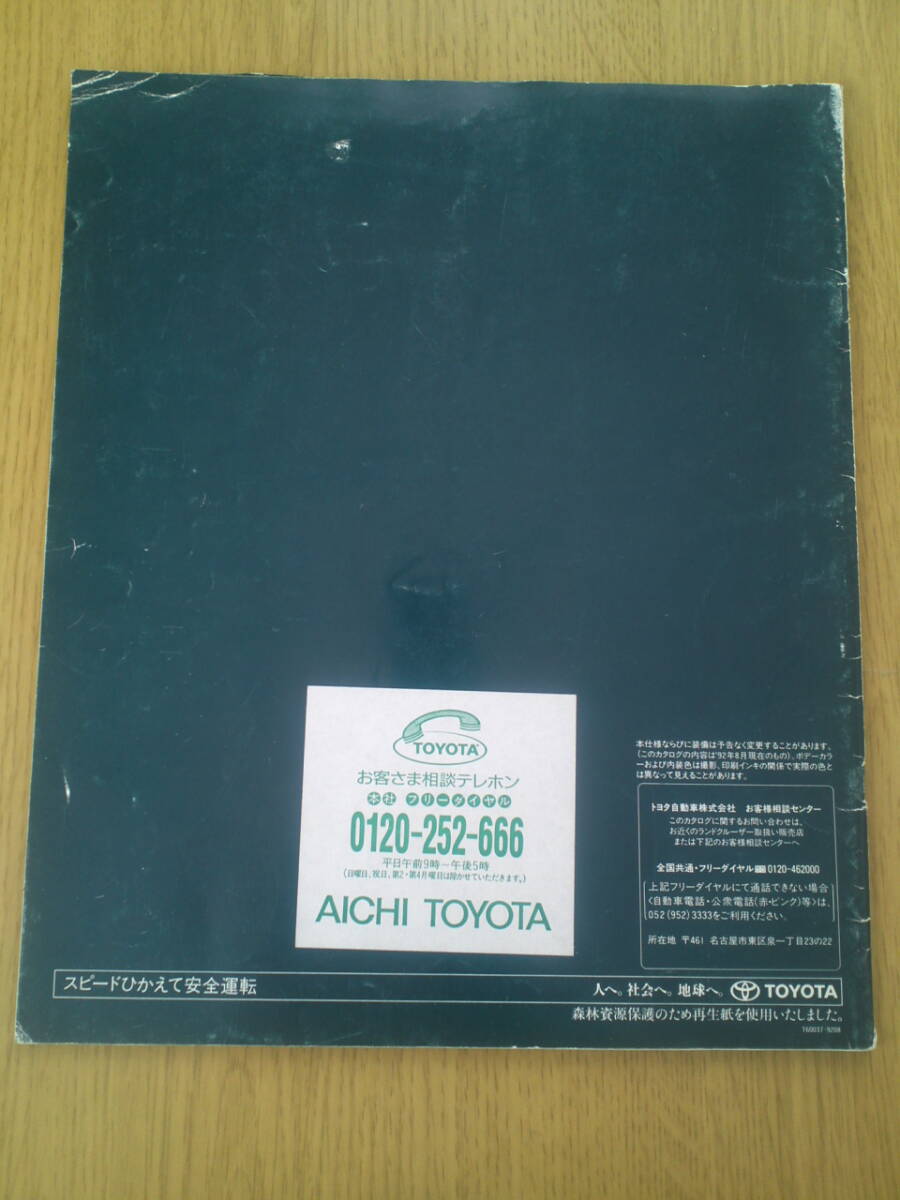 TOYOTA
お客さま相談テレホン
本社 フリーダイヤル
0120-252-666
平日午前9時〜午後5時
(日曜日、祝日、第2・第4月曜日は除かせていただきます。)
AICHI TOYOTA
本仕様ならびに装備は予告なく変更することがあります。
(このカタログの内容は'92年8月現在のもの)。ボデーカラ
ーおよび内装色は撮影、印刷インキの関係で実際の色と
は異なって見えることがあります。
トヨタ自動車株式会社 お客様相談センター
このカタログに関するお問い合わせは、
お近くのランドクルーザー取扱い販売店
または下記のお客様相談センターへ
全国共通・フリーダイヤル 0120-462000
上記フリーダイヤルにて通話できない場合
〈自動車電話・公衆電話(赤・ピンク)等〉は、
052(952)3333をご利用ください。
所在地 〒461 名古屋市東区泉一丁目23の22
スピードひかえて安全運転
人へ。社会へ。地球へ。 TOYOTA
森林資源保護のため再生紙を使用いたしました。
T60037-9208